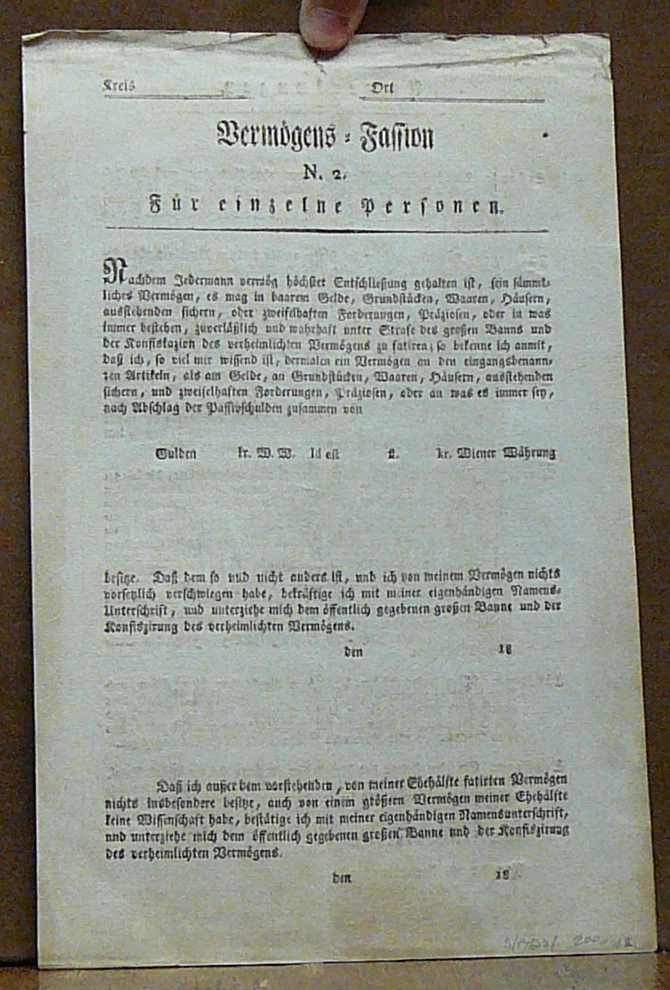 Kreis Ort
Vermögens-Fassion
N. 2.
Für einzelne Personen.
Nachdem Jedermann vermög höchster Entschließung gehalten ist, sein sämmt-
liches Vermögen, es mag in baarem Gelde, Grundstücken, Waaren, Häusern,
ausstehenden sichern, oder zweifelhaften Forderungen, Präziosen, oder in was
immer bestehen, zuverläßlich und wahrhaft unter Strafe des großen Banns und
der Konfiskazion des verheimlichten Vermögens zu fatiren; so bekenne ich anmit,
daß ich, so viel mir wissend ist, dermalen ein Vermögen an den eingangsbenann-
ten Artikeln, als am Gelde, an Grundstücken, Waaren, Häusern, ausstehenden
sichern, und zweifelhaften Forderungen, Präziosen, oder an was es immer sey,
nach Abschlag der Passivschulden zusammen von
Gulden kr. W. W. Id est fl. kr. Wiener Währung
besitze. Daß dem so und nicht anders ist, und ich von meinem Vermögen nichts
vorsetzlich verschwiegen habe, bekräftige ich mit meiner eigenhändigen Namens-
Unterschrift, und unterziehe mich dem öffentlich gegebenen großen Banne und der
Konfiszirung des verheimlichten Vermögens.
den 18
Daß ich außer dem vorstehenden, von meiner Ehehälfte fatirten Vermögen
nichts insbesondere besitze, auch von einem größern Vermögen meiner Ehehälfte
keine Wissenschaft habe, bestätige ich mit meiner eigenhändigen Namensunterschrift,
und unterziehe mich dem öffentlich gegebenen großen Banne und der Konfiszirung
des verheimlichten Vermögens.
den 18